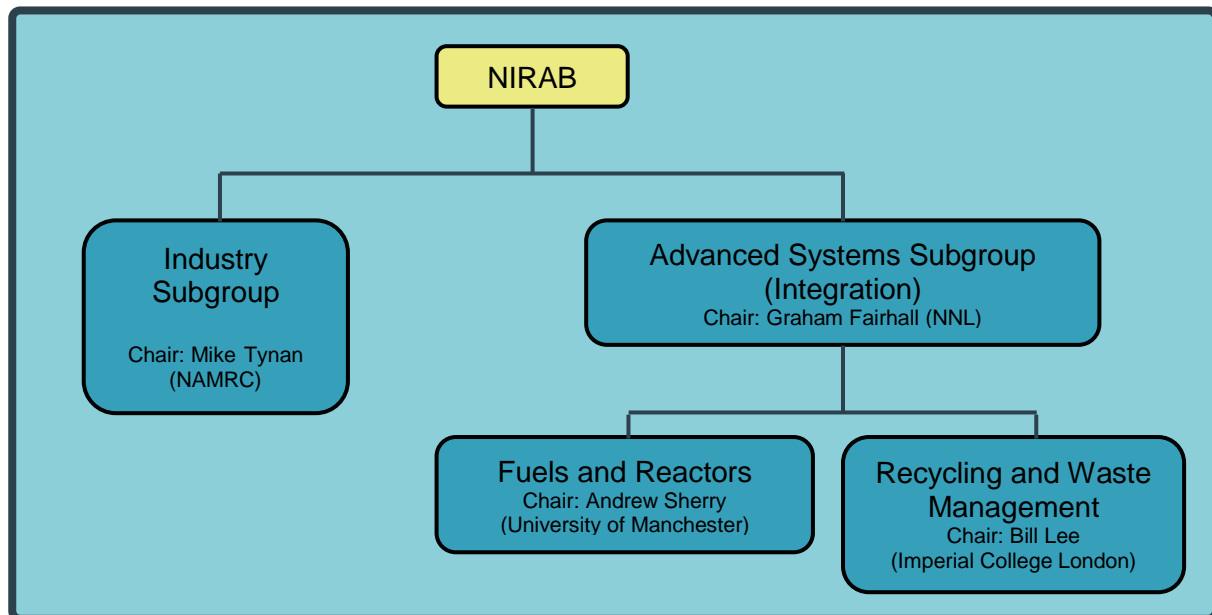 NIRAB
Industry
Subgroup
Chair: Mike Tynan
(NAMRC)
Advanced Systems Subgroup
(Integration)
Chair: Graham Fairhall (NNL)
Fuels and Reactors
Chair: Andrew Sherry
(University of Manchester)
Recycling and Waste
Management
Chair: Bill Lee
(Imperial College London)